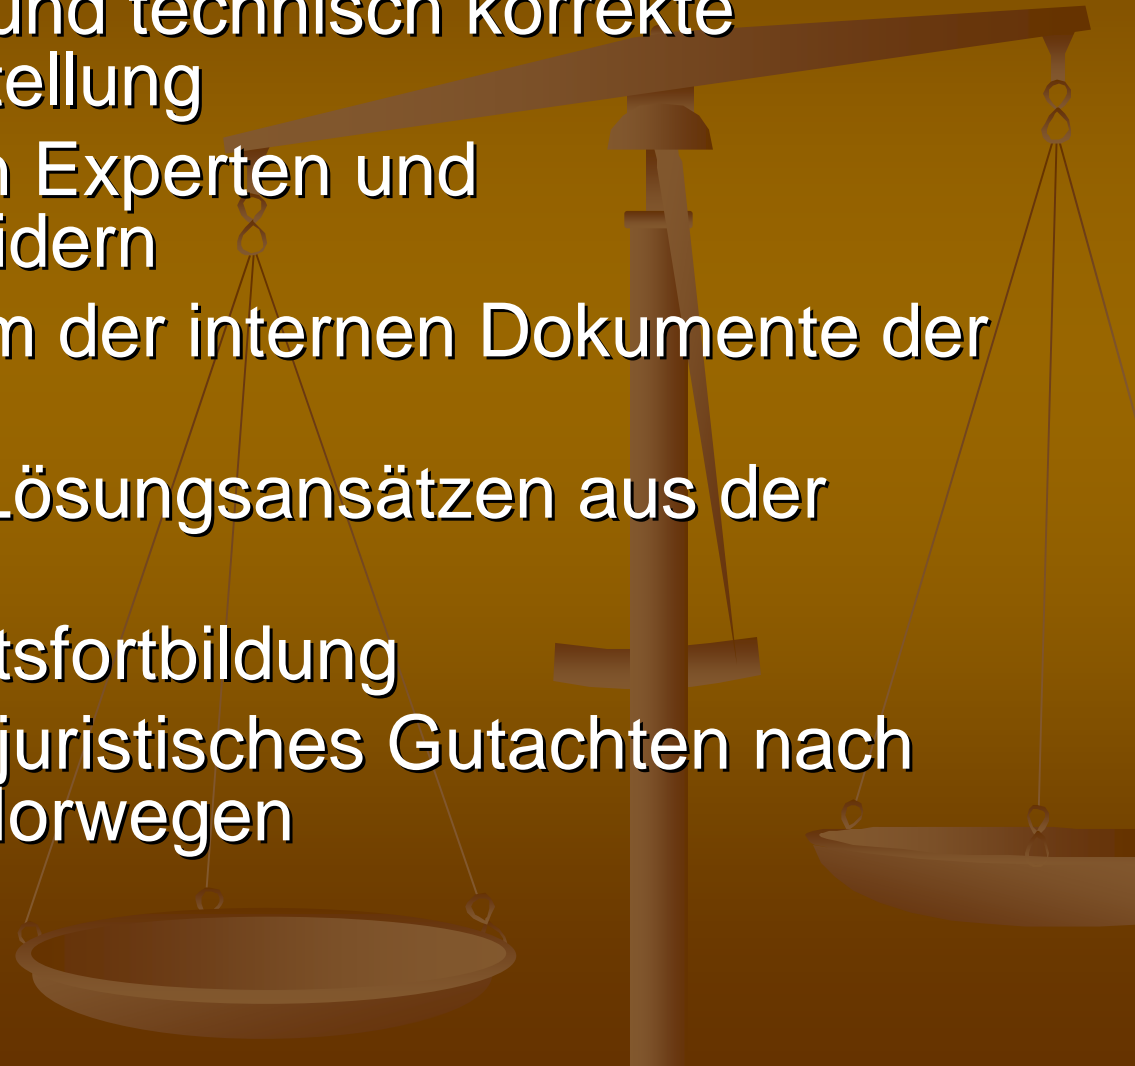 und technisch korrekte
tellung
n Experten und
idern
m der internen Dokumente der
Lösungsansätzen aus der
tsfortbildung
juristisches Gutachten nach
lorwegen